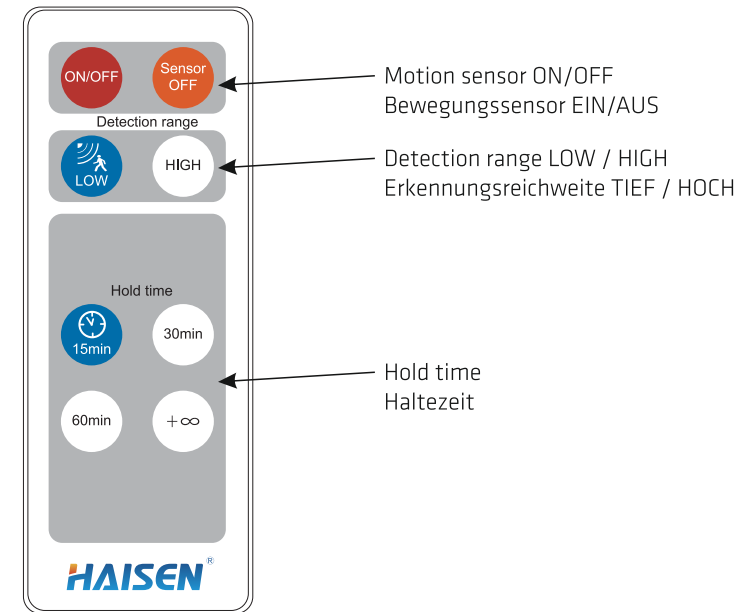 ON/OFF
Sensor
OFF
Motion sensor ON/OFF
Bewegungssensor EIN/AUS
Detection range
LOW
HIGH
Detection range LOW / HIGH
Erkennungsreichweite TIEF / HOCH
Hold time
15min
30min
60min
+∞
Hold time
Haltezeit
HAISEN®